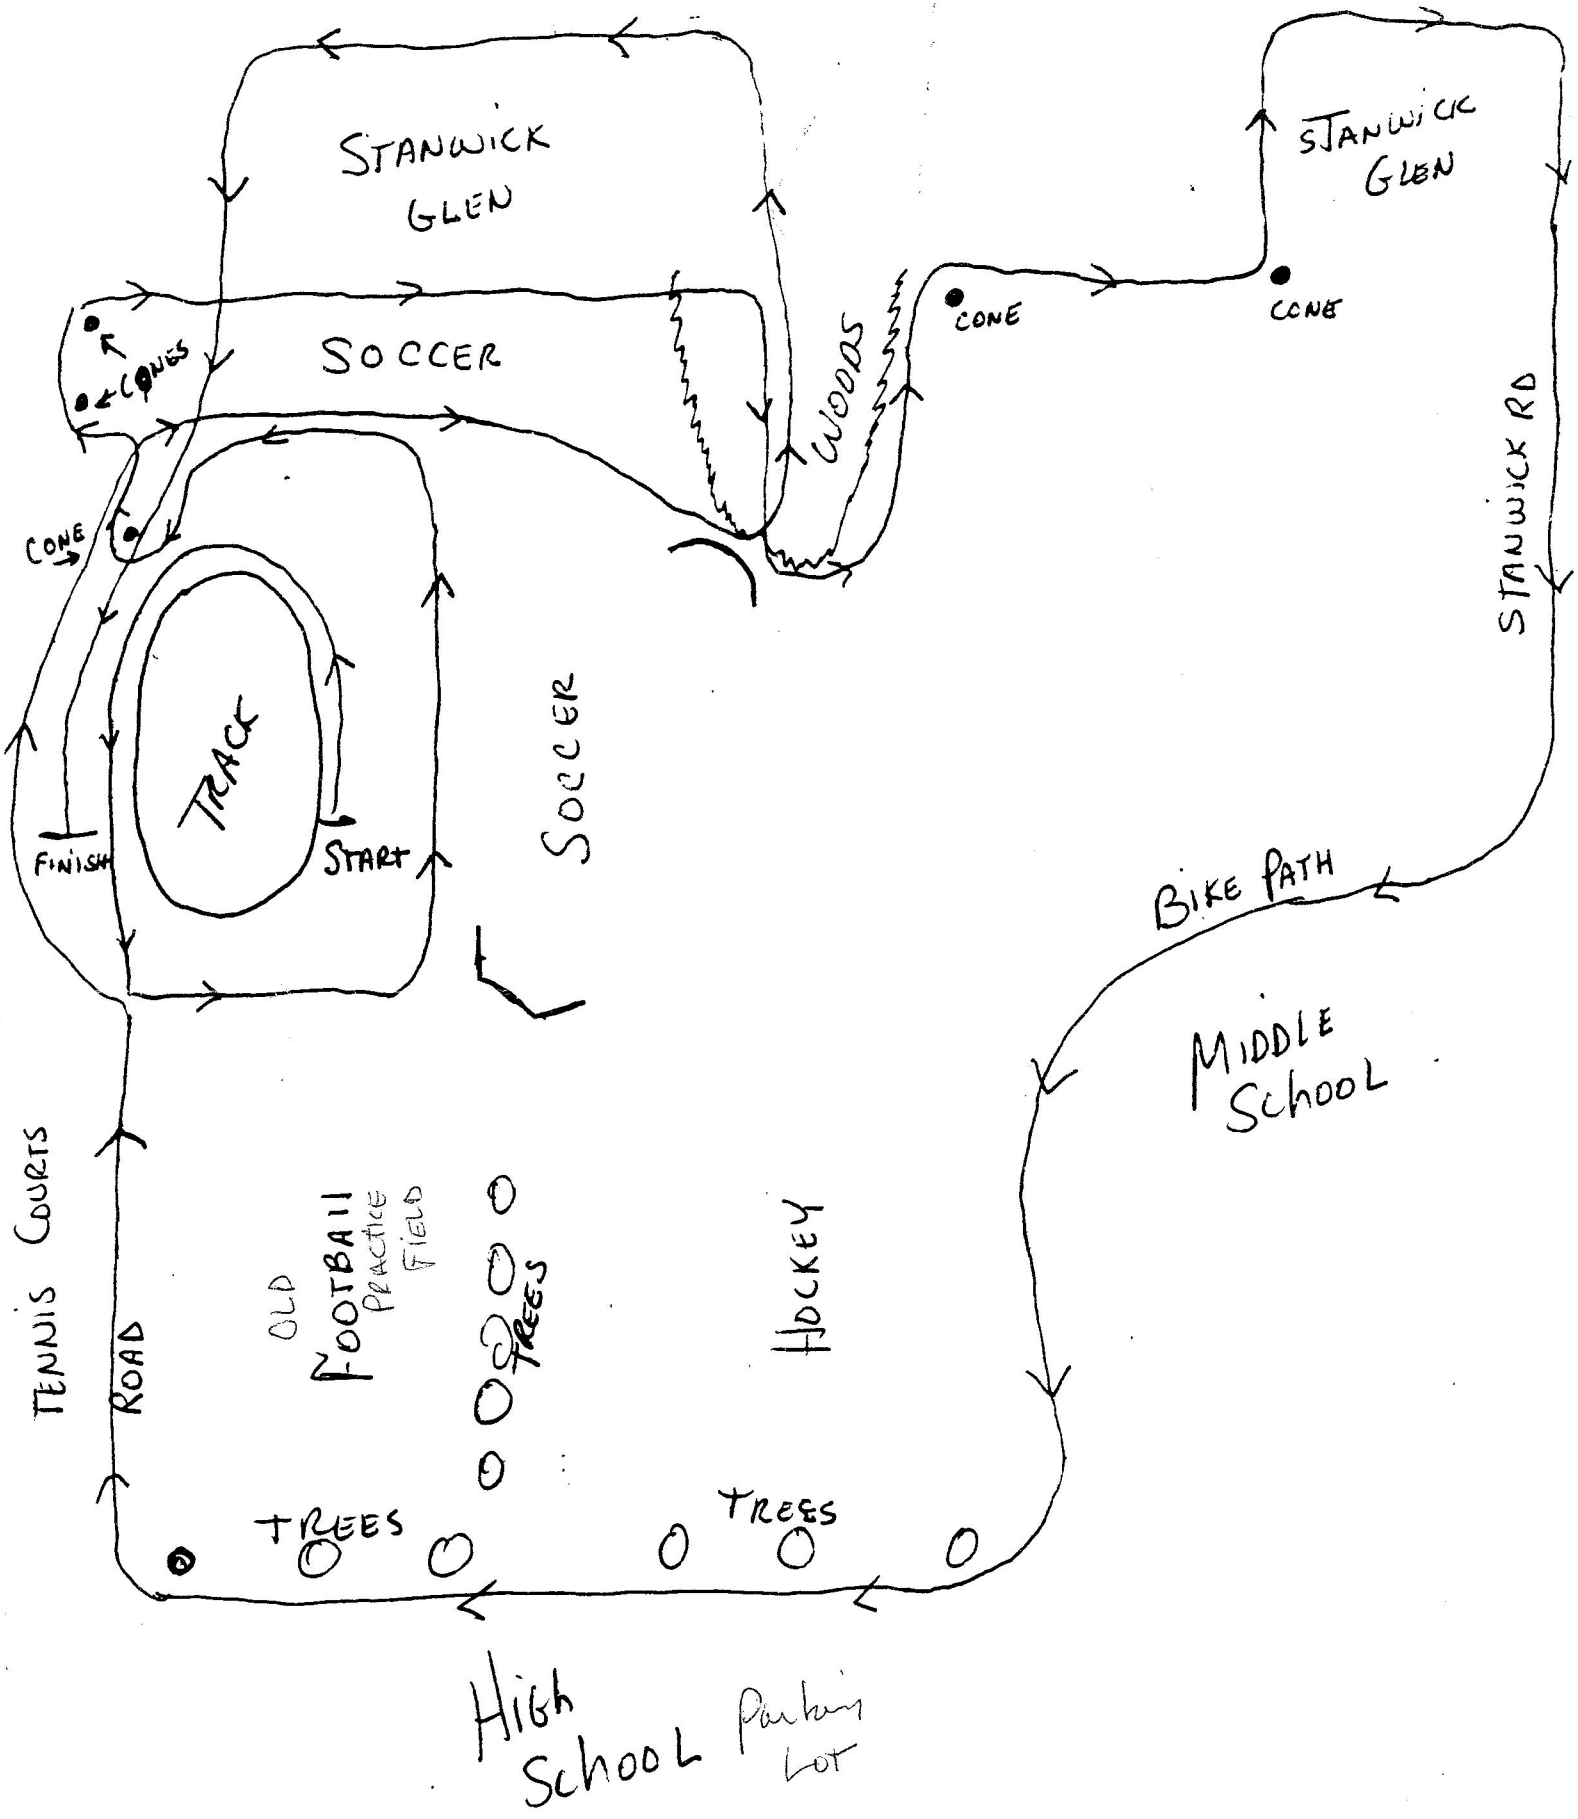 STANWICK
GLEN
STANWICK
GLEN
CONES
SOCCER
WOODS
CONE
CONE
STANWICK RD
CONE
TRACK
SOCCER
FINISH
START
BIKE PATH
MIDDLE
SCHOOL
TENNIS COURTS
ROAD
OLD
FOOTBALL
PRACTICE
FIELD
TREES
HOCKEY
TREES
TREES
HIGH
SCHOOL
Parking
LOT